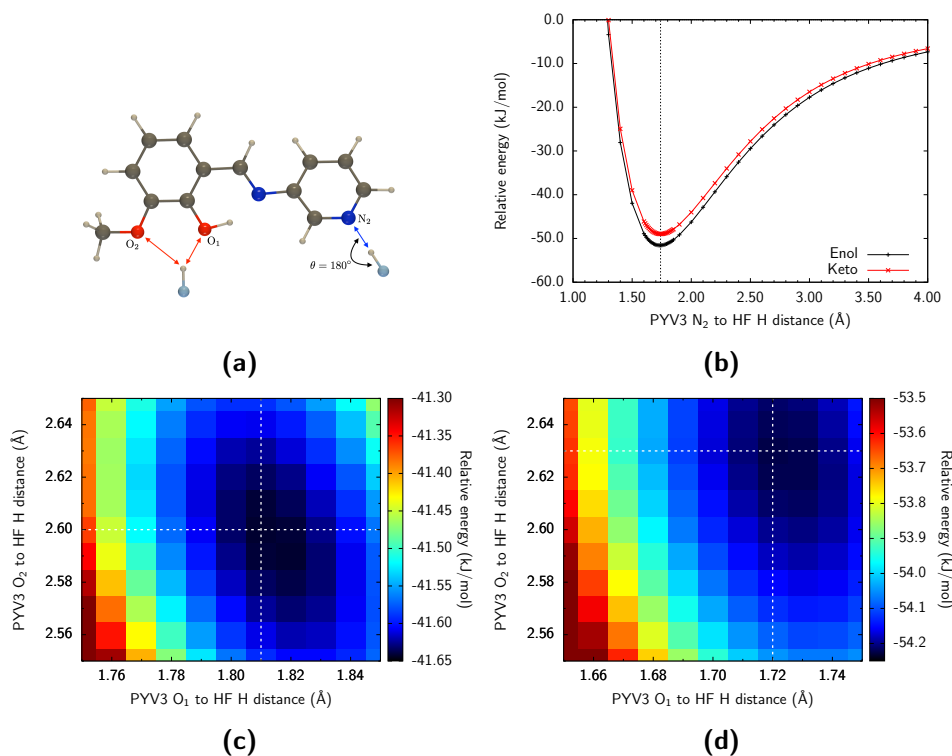 O₂
O₁
N₂
θ = 180°
(a)
Relative energy (kJ/mol)
0.0
-10.0
-20.0
-30.0
-40.0
-50.0
-60.0
Enol
Keto
1.00 1.50 2.00 2.50 3.00 3.50 4.00
PYV3 N₂ to HF H distance (Å)
(b)
PYV3 O₂ to HF H distance (Å)
2.64
2.62
2.60
2.58
2.56
1.76 1.78 1.80 1.82 1.84
PYV3 O₁ to HF H distance (Å)
-41.30
-41.35
-41.40
-41.45
-41.50
-41.55
-41.60
-41.65
Relative energy (kJ/mol)
(c)
PYV3 O₂ to HF H distance (Å)
2.64
2.62
2.60
2.58
2.56
1.66 1.68 1.70 1.72 1.74
PYV3 O₁ to HF H distance (Å)
-53.5
-53.6
-53.7
-53.8
-53.9
-54.0
-54.1
-54.2
Relative energy (kJ/mol)
(d)